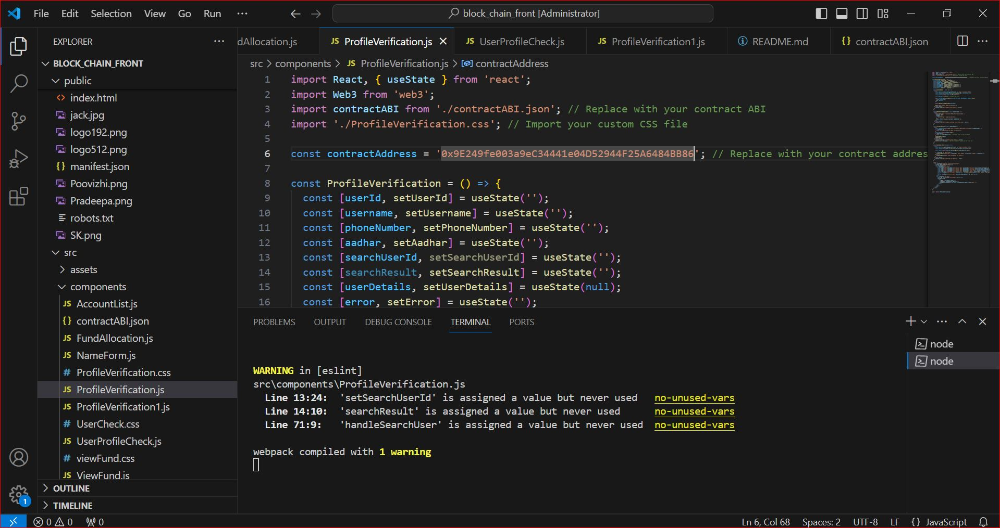 File Edit Selection View Go Run ··· block_chain_front [Administrator]
EXPLORER ···
BLOCK_CHAIN_FRONT
public
index.html
jack.jpg
logo192.png
logo512.png
manifest.json
Poovizhi.png
Pradeepa.png
robots.txt
SK.png
src
assets
components
AccountList.js
contractABI.json
FundAllocation.js
NameForm.js
ProfileVerification.css
ProfileVerification.js
ProfileVerification1.js
UserCheck.css
UserProfileCheck.js
viewFund.css
ViewFund.js
OUTLINE
TIMELINE
dAllocation.js JS ProfileVerification.js JS UserProfileCheck.js JS ProfileVerification1.js README.md {} contractABI.json ···
src > components > JS ProfileVerification.js > contractAddress
1 import React, { useState } from 'react';
2 import Web3 from 'web3';
3 import contractABI from './contractABI.json'; // Replace with your contract ABI
4 import './ProfileVerification.css'; // Import your custom CSS file
5
6 const contractAddress = '0x9E249fe003a9eC34441e04D52944F25A6484BB86'; // Replace with your contract addres
7
8 const ProfileVerification = () => {
9 const [userId, setUserId] = useState('');
10 const [username, setUsername] = useState('');
11 const [phoneNumber, setPhoneNumber] = useState('');
12 const [aadhar, setAadhar] = useState('');
13 const [searchUserId, setSearchUserId] = useState('');
14 const [searchResult, setSearchResult] = useState('');
15 const [userDetails, setUserDetails] = useState(null);
16 const [error, setError] = useState('');
PROBLEMS OUTPUT DEBUG CONSOLE TERMINAL PORTS
node
node
WARNING in [eslint]
src\components\ProfileVerification.js
Line 13:24: 'setSearchUserId' is assigned a value but never used no-unused-vars
Line 14:10: 'searchResult' is assigned a value but never used no-unused-vars
Line 71:9: 'handleSearchUser' is assigned a value but never used no-unused-vars
webpack compiled with 1 warning
1
0 0 0 Ln 6, Col 68 Spaces: 2 UTF-8 LF {} JavaScript